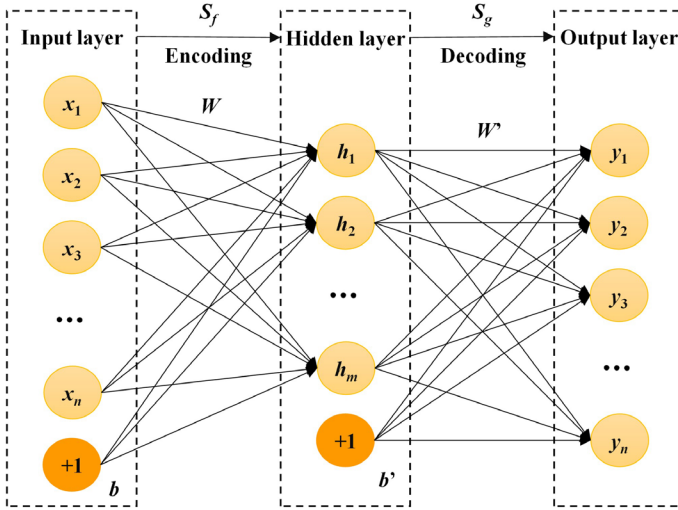 S_f
S_g
Input layer
Hidden layer
Output layer
Encoding
Decoding
W
W'
x_1
x_2
x_3
...
x_n
+1
b
h_1
h_2
...
h_m
+1
b'
y_1
y_2
y_3
...
y_n